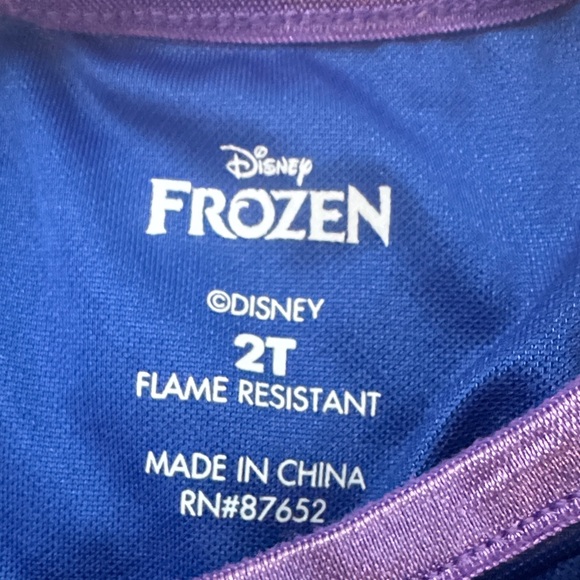 Disney
FROZEN
©DISNEY
2T
FLAME RESISTANT
MADE IN CHINA
RN#87652